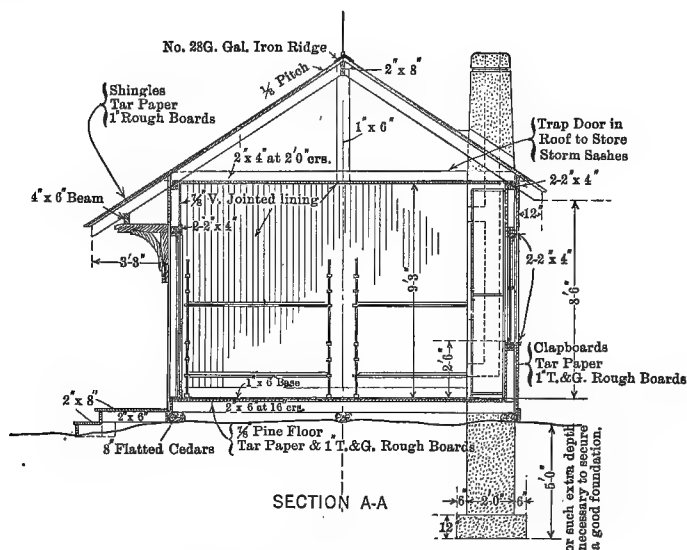 No. 28G. Gal. Iron Ridge
2" x 8"
⅓ Pitch
Shingles
Tar Paper
1" Rough Boards
1" x 6"
Trap Door in
Roof to Store
Storm Sashes
2" x 4" at 2'0" crs.
4" x 6" Beam
⅞" V. Jointed lining
2-2" x 4"
12"
2-2" x 4"
2-2" x 4"
3'-3"
9'-3"
8'-6"
2'-6"
Clapboards
Tar Paper
1" T.&G. Rough Boards
1 x 6 Base
2" x 8"
2" x 6"
2 x 6 at 16 crs.
8" Flatted Cedars
⅞ Pine Floor
Tar Paper & 1" T.&G. Rough Boards
SECTION A-A
6" 2'-0" 6"
12"
5'-0"
or such extra depth
necessary to secure
a good foundation.